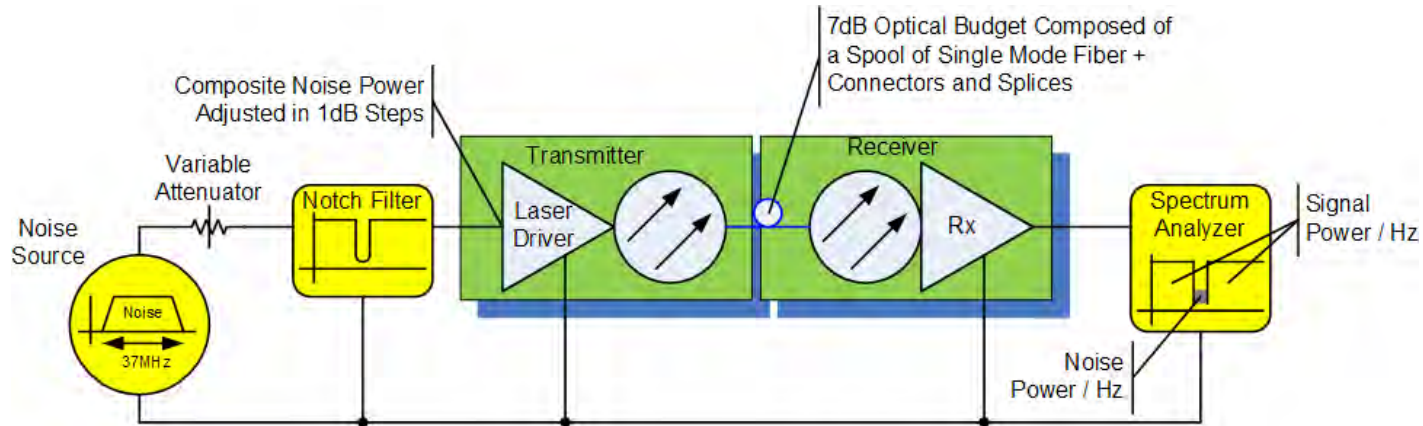 7dB Optical Budget Composed of
a Spool of Single Mode Fiber +
Connectors and Splices
Composite Noise Power
Adjusted in 1dB Steps
Variable
Attenuator
Noise
Source
Noise
37MHz
Notch Filter
Transmitter
Laser
Driver
Receiver
Rx
Spectrum
Analyzer
Signal
Power / Hz
Noise
Power / Hz